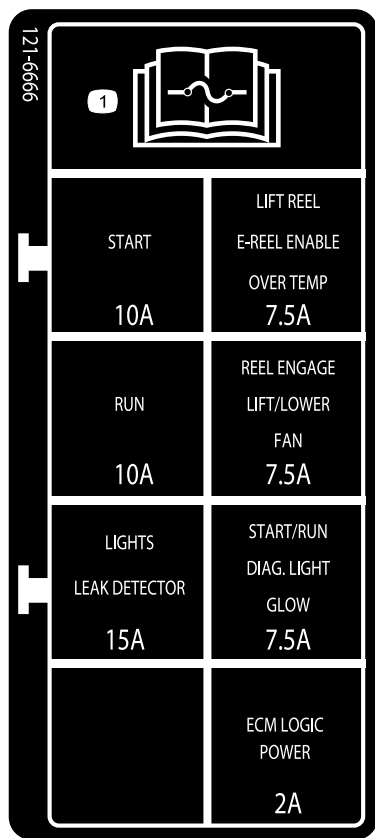 121-6666
1
START
10A
LIFT REEL
E-REEL ENABLE
OVER TEMP
7.5A
RUN
10A
REEL ENGAGE
LIFT/LOWER
FAN
7.5A
LIGHTS
LEAK DETECTOR
15A
START/RUN
DIAG. LIGHT
GLOW
7.5A
ECM LOGIC
POWER
2A